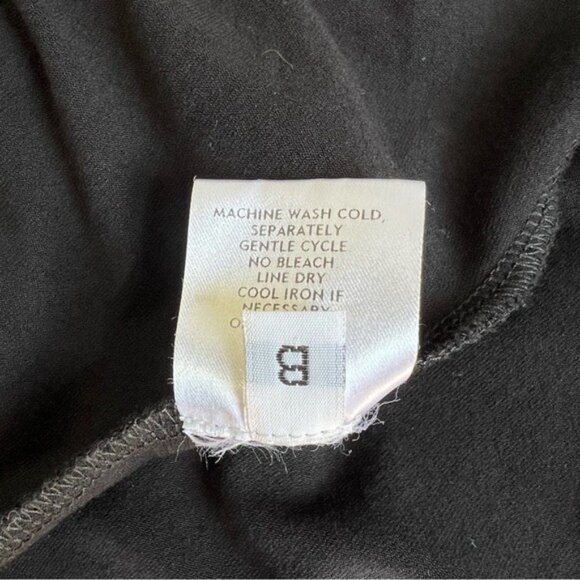 MACHINE WASH COLD,
SEPARATELY
GENTLE CYCLE
NO BLEACH
LINE DRY
COOL IRON IF
NECESSARY
B